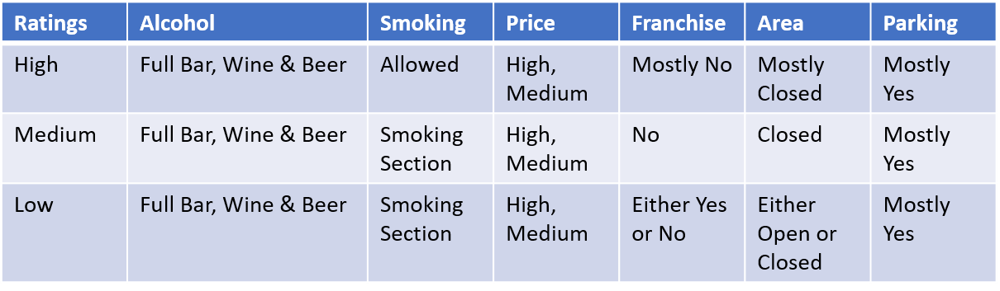 Ratings Alcohol Smoking Price Franchise Area Parking
High Full Bar, Wine & Beer Allowed High, Mostly No Mostly Mostly
Medium Closed Yes
Medium Full Bar, Wine & Beer Smoking High, No Closed Mostly
Section Medium Yes
Low Full Bar, Wine & Beer Smoking High, Either Yes Either Mostly
Section Medium or No Open or Yes
Closed